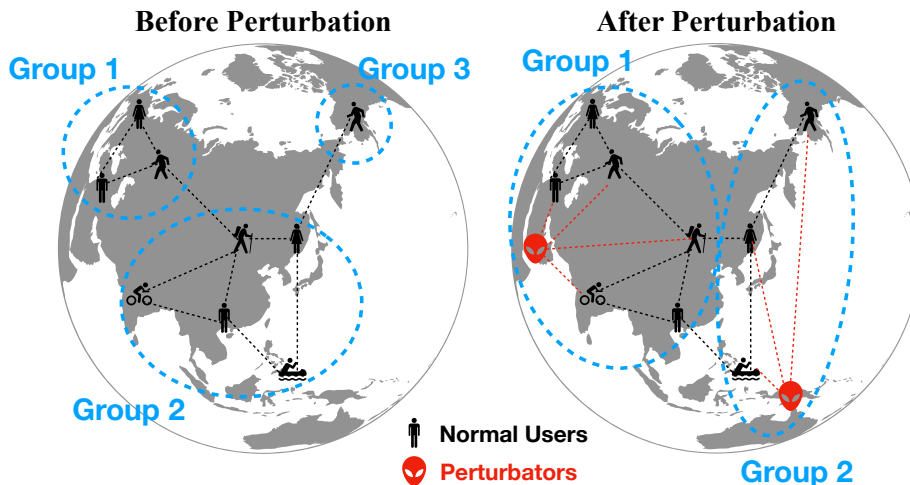 Before Perturbation
After Perturbation
Group 1
Group 3
Group 2
Group 1
Group 2
Normal Users
Perturbators